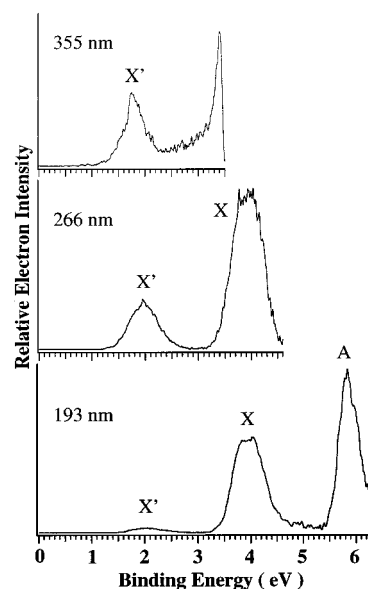 355 nm
X'
266 nm
X
X'
A
193 nm
X
X'
0 1 2 3 4 5 6
Binding Energy ( eV )
Relative Electron Intensity